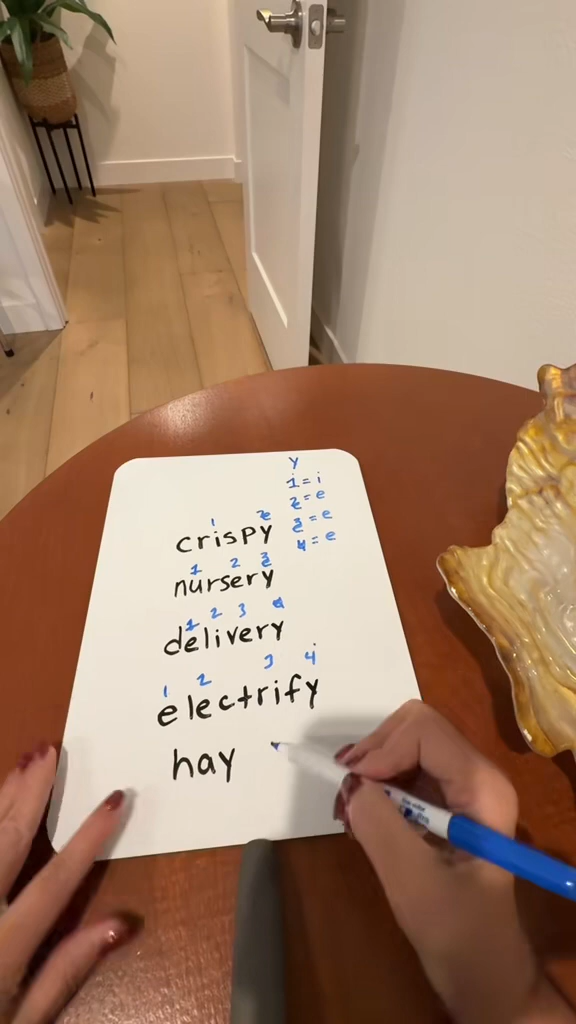 y
1 = i
2 = e
3 = e
4 = e
1 2
crispy
1 2 3
nursery
1 2 3 4
delivery
1 2 3 4 i
electrify
hay